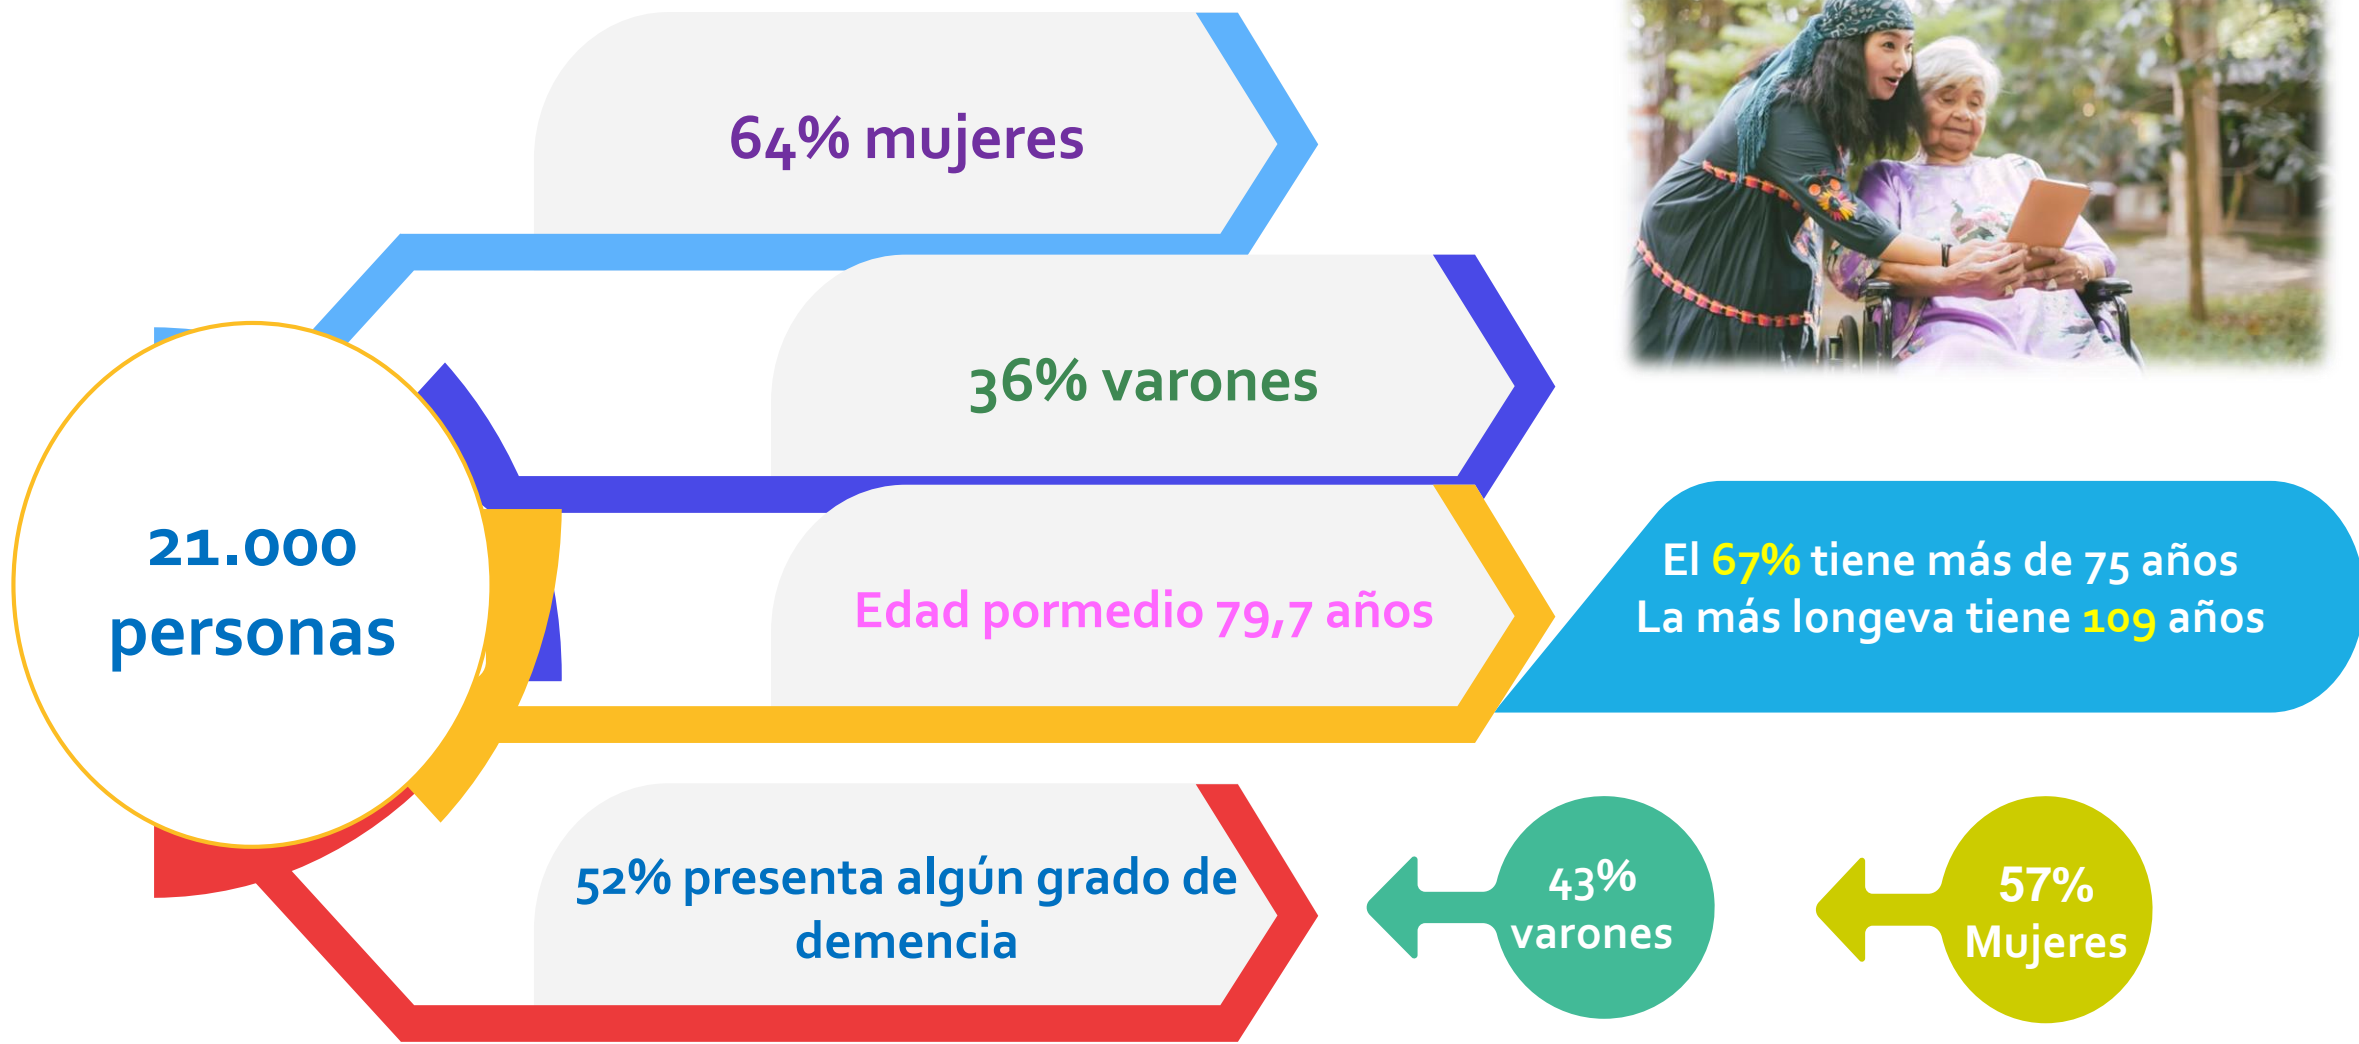 64% mujeres
36% varones
21.000
personas
Edad pormedio 79,7 años
El 67% tiene más de 75 años
La más longeva tiene 109 años
52% presenta algún grado de
demencia
43%
varones
57%
Mujeres